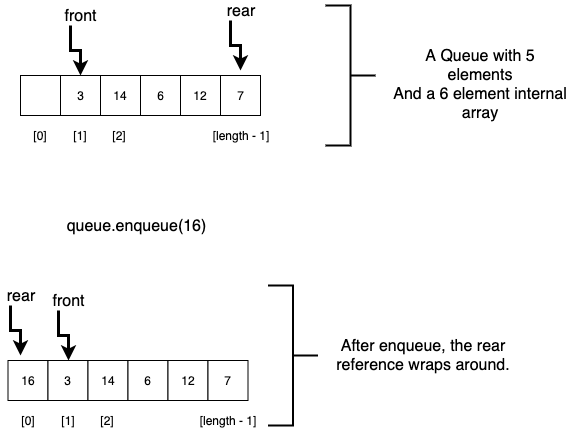 front
rear
3 14 6 12 7
[0] [1] [2] [length - 1]
A Queue with 5
elements
And a 6 element internal
array
queue.enqueue(16)
rear front
16 3 14 6 12 7
[0] [1] [2] [length - 1]
After enqueue, the rear
reference wraps around.